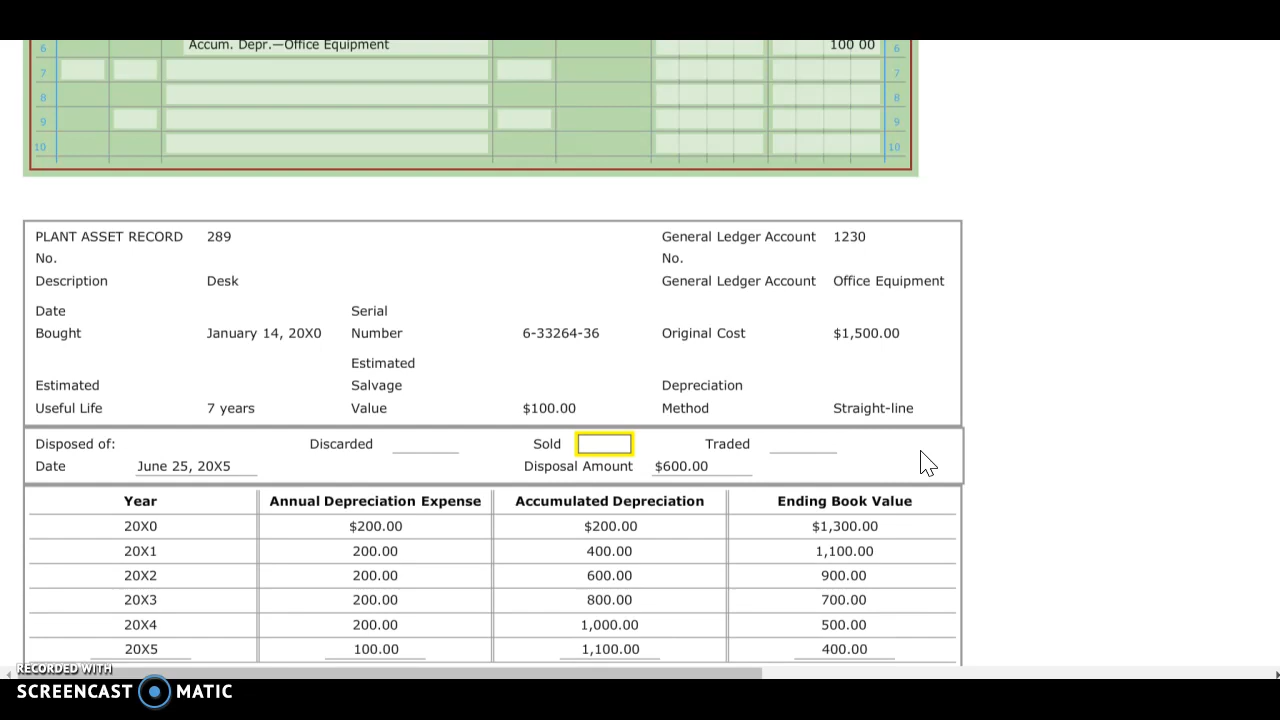 6 Accum. Depr.—Office Equipment 100 00 6
7 7
8 8
9 9
10 10
PLANT ASSET RECORD No. 289 General Ledger Account No. 1230
Description Desk General Ledger Account Office Equipment
Date Bought January 14, 20X0 Serial Number 6-33264-36 Original Cost $1,500.00
Estimated Useful Life 7 years Estimated Salvage Value $100.00 Depreciation Method Straight-line
Disposed of: Discarded Sold Traded
Date June 25, 20X5 Disposal Amount $600.00
Year Annual Depreciation Expense Accumulated Depreciation Ending Book Value
20X0 $200.00 $200.00 $1,300.00
20X1 200.00 400.00 1,100.00
20X2 200.00 600.00 900.00
20X3 200.00 800.00 700.00
20X4 200.00 1,000.00 500.00
20X5 100.00 1,100.00 400.00
RECORDED WITH
SCREENCAST MATIC